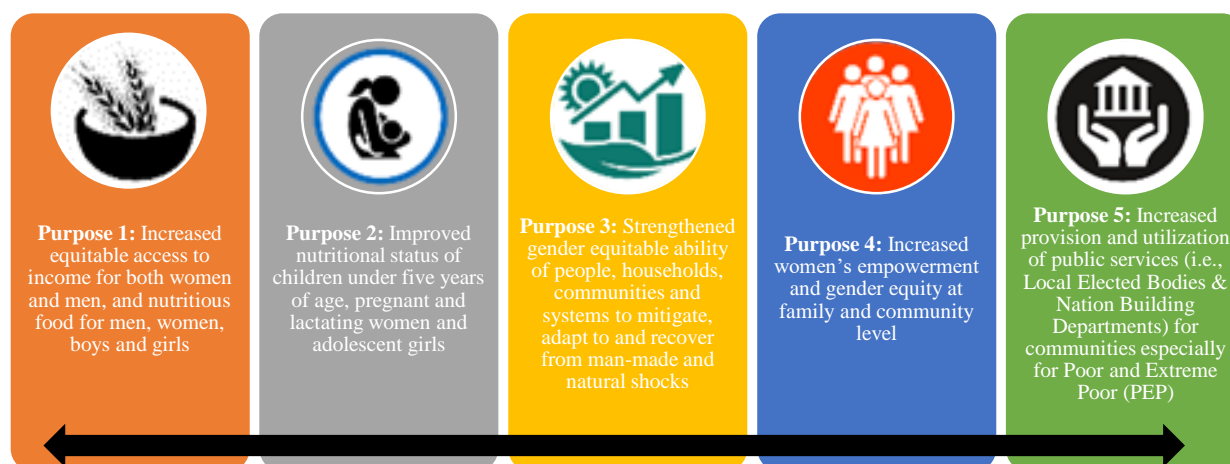 Purpose 1: Increased
equitable access to
income for both women
and men, and nutritious
food for men, women,
boys and girls
Purpose 2: Improved
nutritional status of
children under five years
of age, pregnant and
lactating women and
adolescent girls
Purpose 3: Strengthened
gender equitable ability
of people, households,
communities and
systems to mitigate,
adapt to and recover
from man-made and
natural shocks
Purpose 4: Increased
women's empowerment
and gender equity at
family and community
level
Purpose 5: Increased
provision and utilization
of public services (i.e.,
Local Elected Bodies &
Nation Building
Departments) for
communities especially
for Poor and Extreme
Poor (PEP)